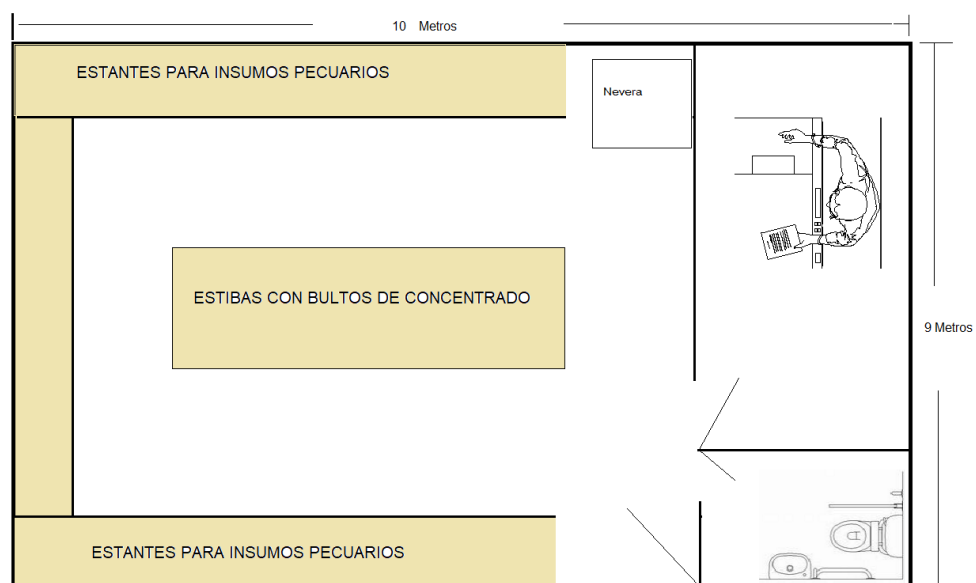 10 Metros
ESTANTES PARA INSUMOS PECUARIOS
Nevera
ESTIBAS CON BULTOS DE CONCENTRADO
9 Metros
ESTANTES PARA INSUMOS PECUARIOS